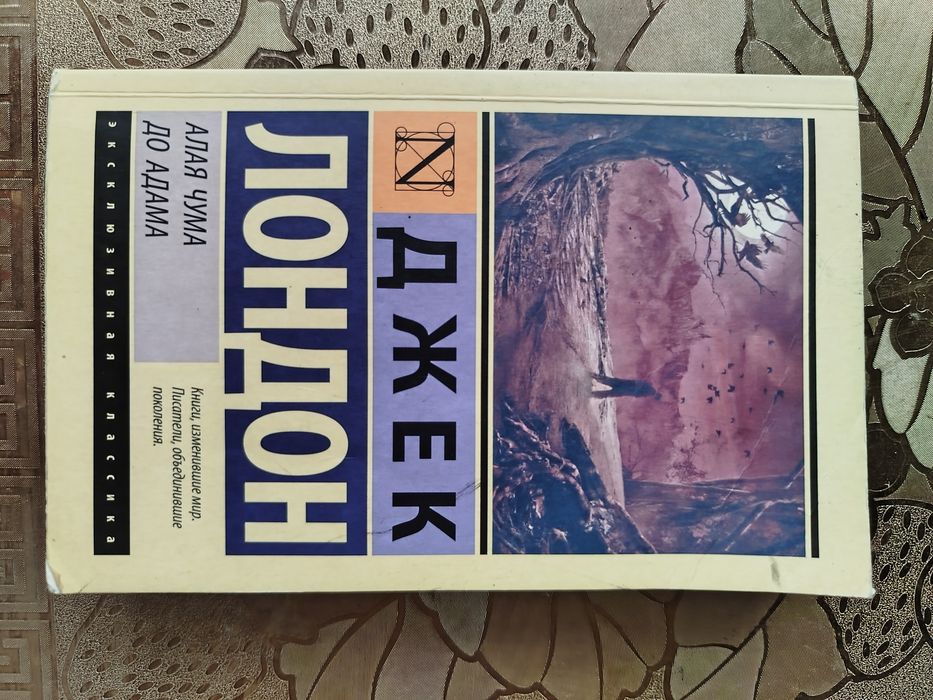 ДЖЕК
ЛОНДОН
АЛАЯ ЧУМА
ДО АДАМА
Книги, изменившие мир.
Писатели, объединившие
поколения.
эксклюзивная классика